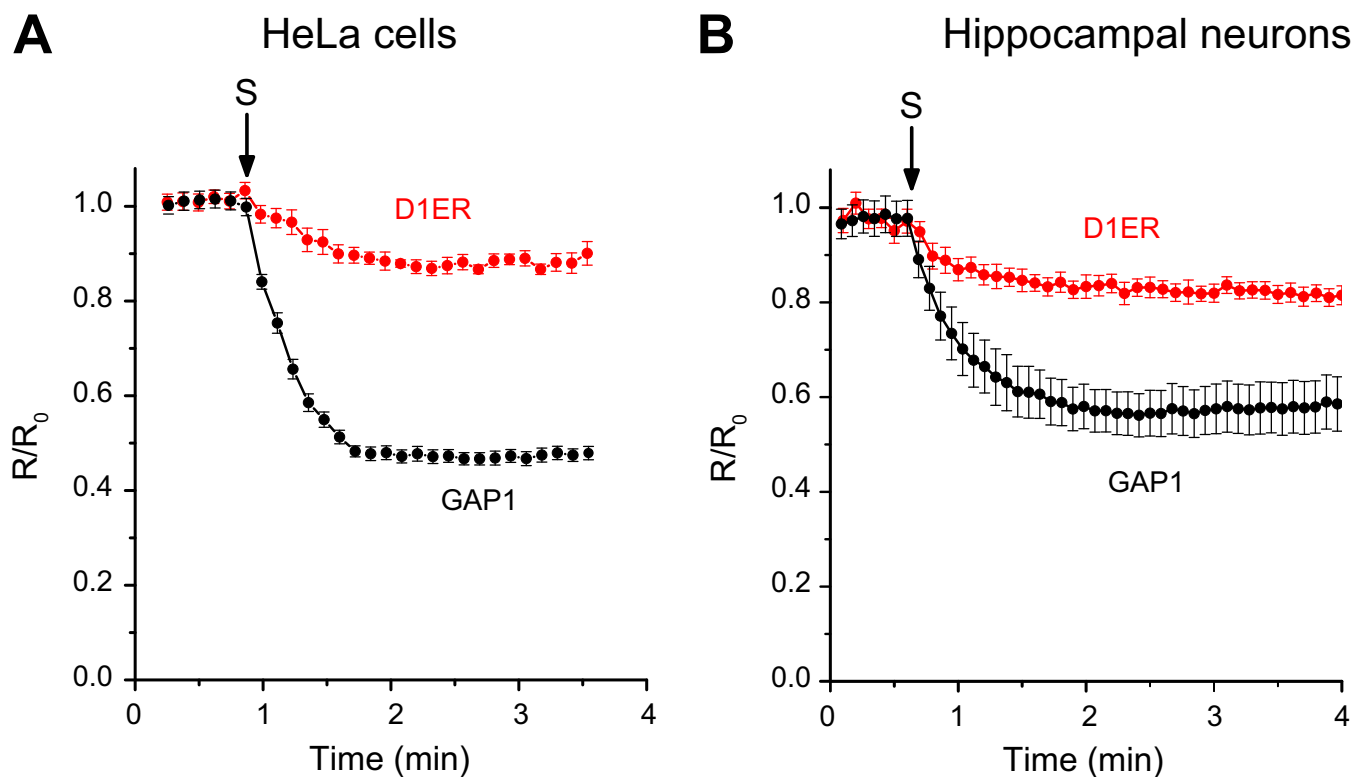 A HeLa cells
S
D1ER
GAP1
R/R0
1.0
0.8
0.6
0.4
0.2
0.0
0 1 2 3 4
Time (min)
B Hippocampal neurons
S
D1ER
GAP1
R/R0
1.0
0.8
0.6
0.4
0.2
0.0
0 1 2 3 4
Time (min)